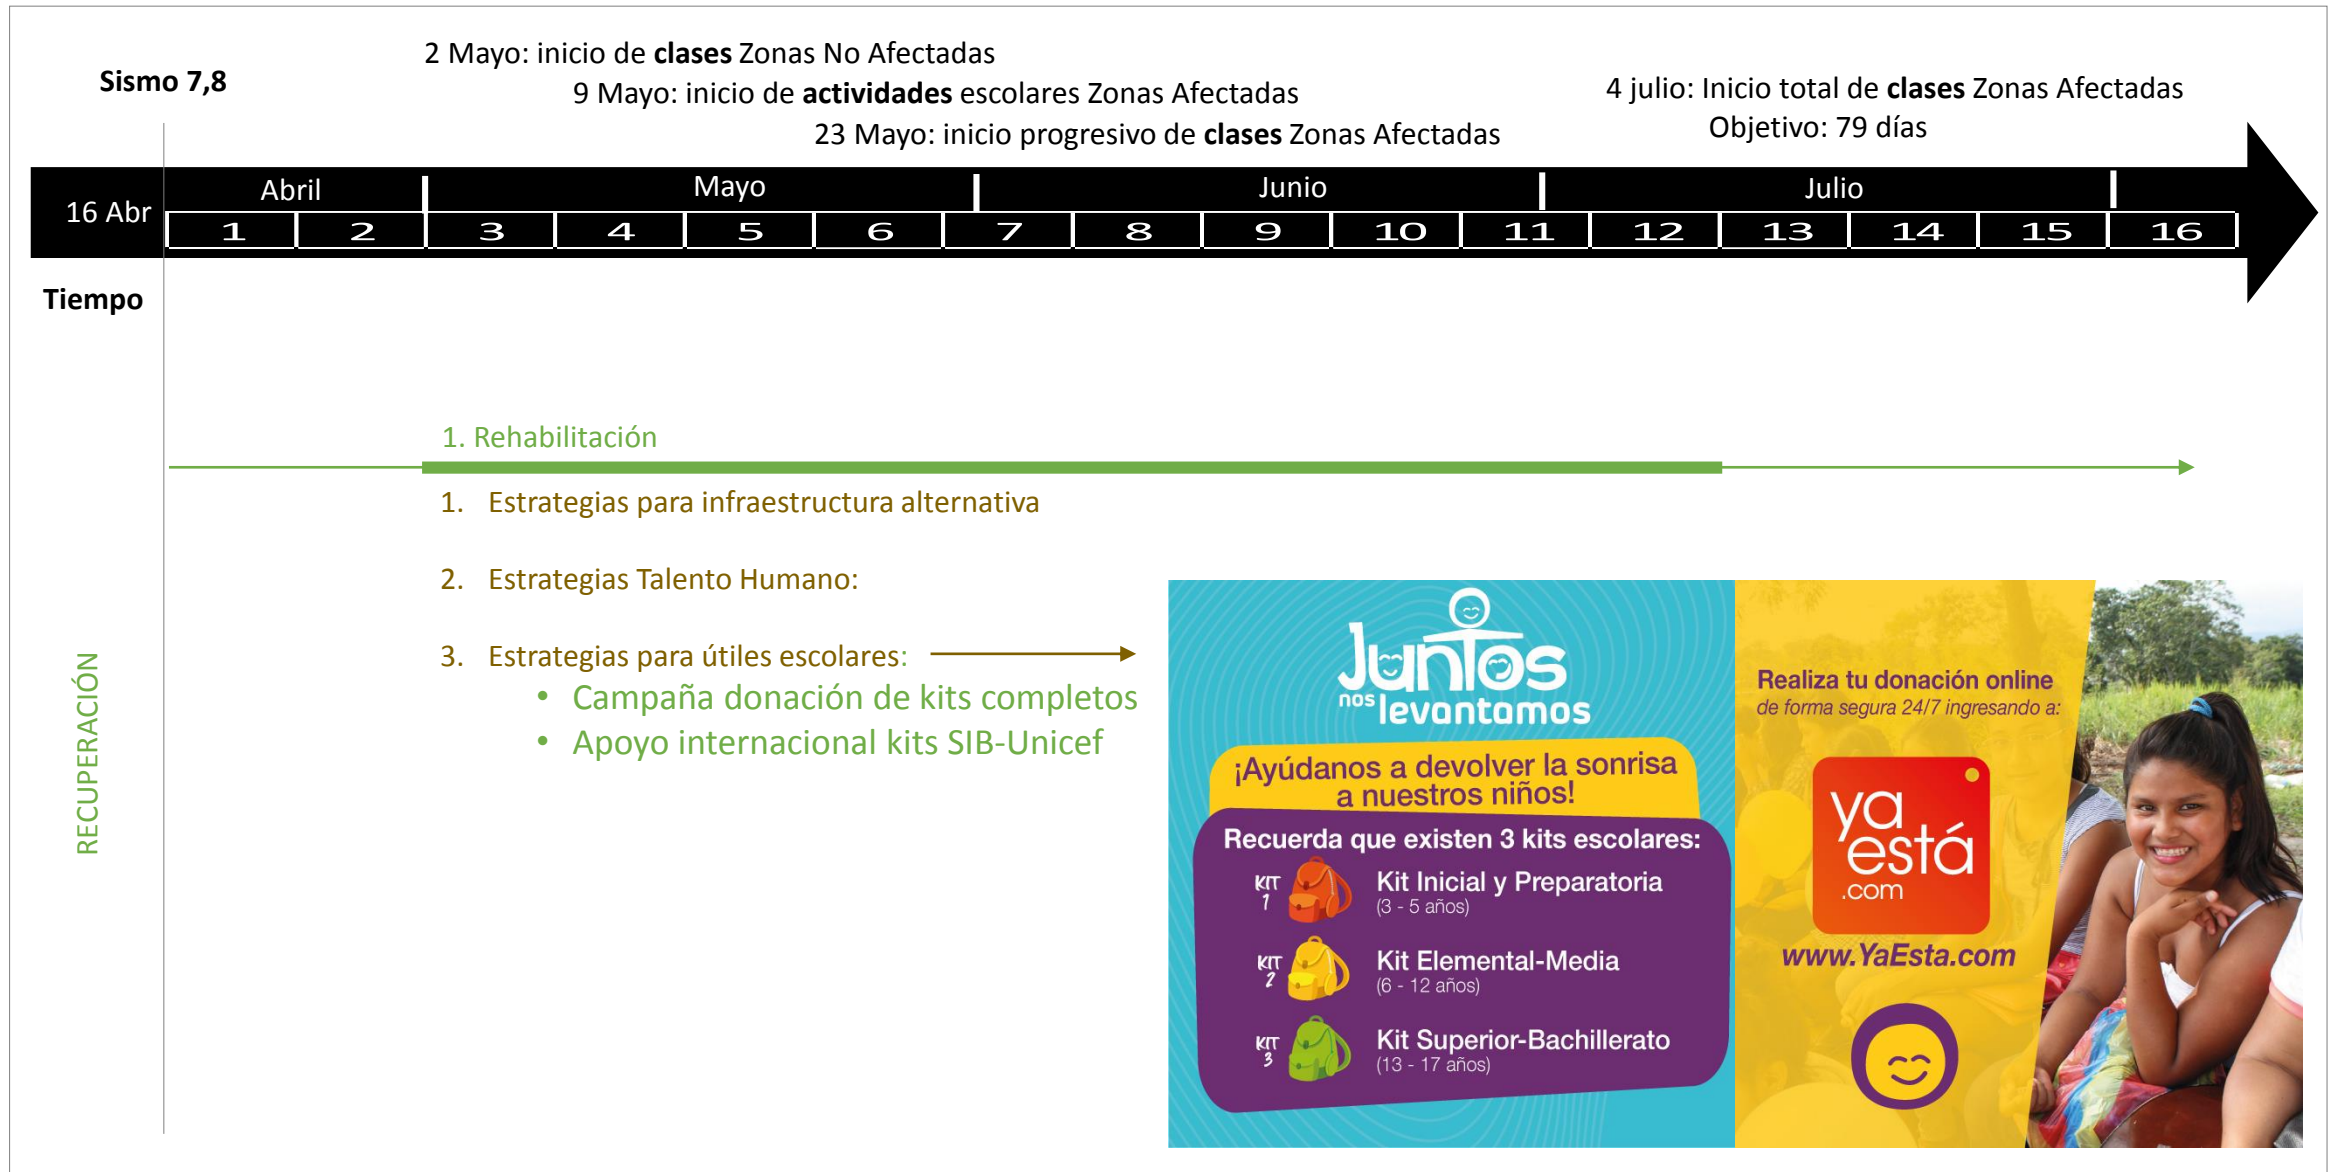 Sismo 7,8
2 Mayo: inicio de clases Zonas No Afectadas
9 Mayo: inicio de actividades escolares Zonas Afectadas
23 Mayo: inicio progresivo de clases Zonas Afectadas
4 julio: Inicio total de clases Zonas Afectadas
Objetivo: 79 días
16 Abr
Abril Mayo Junio Julio
1 2 3 4 5 6 7 8 9 10 11 12 13 14 15 16
Tiempo
RECUPERACIÓN
1. Rehabilitación
1. Estrategias para infraestructura alternativa
2. Estrategias Talento Humano:
3. Estrategias para útiles escolares:
• Campaña donación de kits completos
• Apoyo internacional kits SIB-Unicef
Juntos
nos levantamos
¡Ayúdanos a devolver la sonrisa
a nuestros niños!
Recuerda que existen 3 kits escolares:
KIT 1
Kit Inicial y Preparatoria
(3 - 5 años)
KIT 2
Kit Elemental-Media
(6 - 12 años)
KIT 3
Kit Superior-Bachillerato
(13 - 17 años)
Realiza tu donación online
de forma segura 24/7 ingresando a:
ya
está
.com
www.YaEsta.com